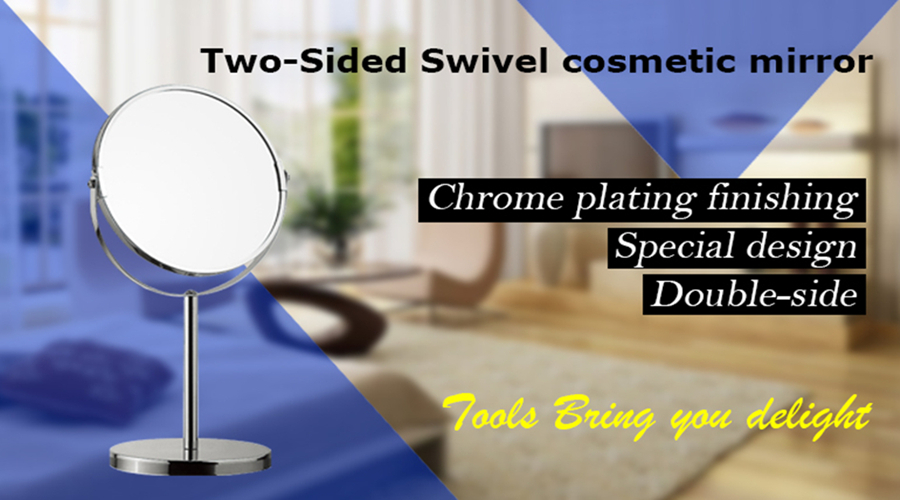 Two-Sided Swivel cosmetic mirror
Chrome plating finishing
Special design
Double-side
Tools Bring you delight